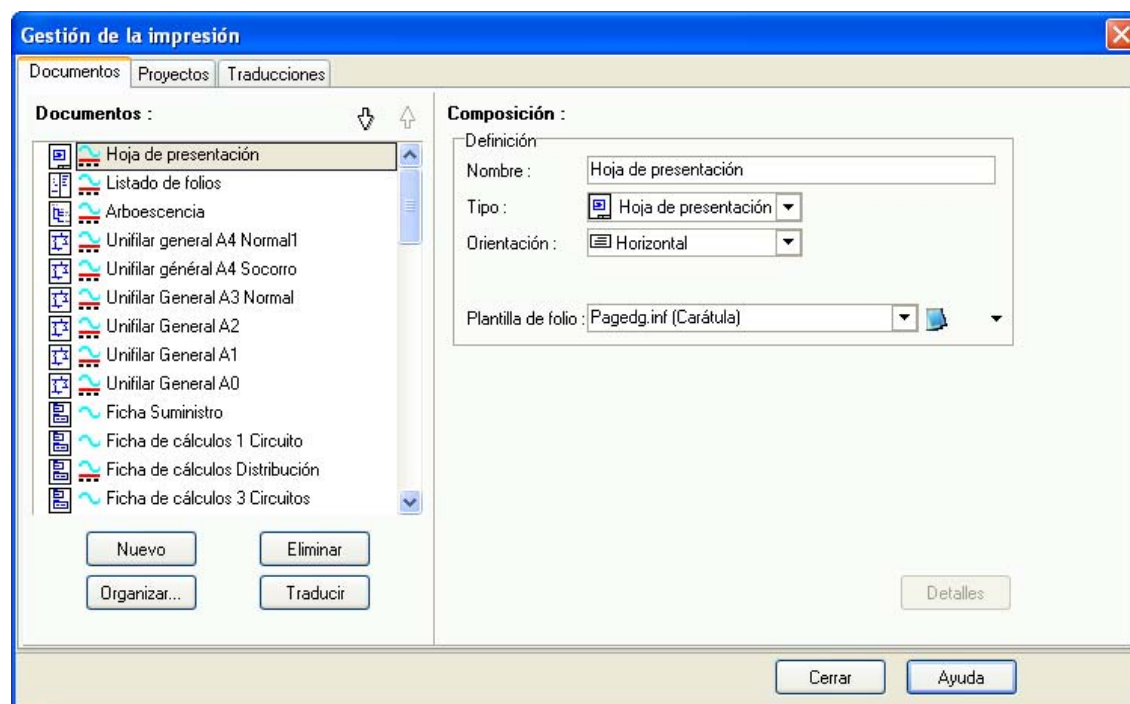 Gestión de la impresión
Documentos Proyectos Traducciones
Documentos :
Hoja de presentación
Listado de folios
Arboescencia
Unifilar general A4 Normal1
Unifilar général A4 Socorro
Unifilar General A3 Normal
Unifilar General A2
Unifilar General A1
Unifilar General A0
Ficha Suministro
Ficha de cálculos 1 Circuito
Ficha de cálculos Distribución
Ficha de cálculos 3 Circuitos
Nuevo Eliminar
Organizar... Traducir
Composición :
Definición
Nombre : Hoja de presentación
Tipo : Hoja de presentación
Orientación : Horizontal
Plantilla de folio : Pagedg.inf (Carátula)
Detalles
Cerrar Ayuda